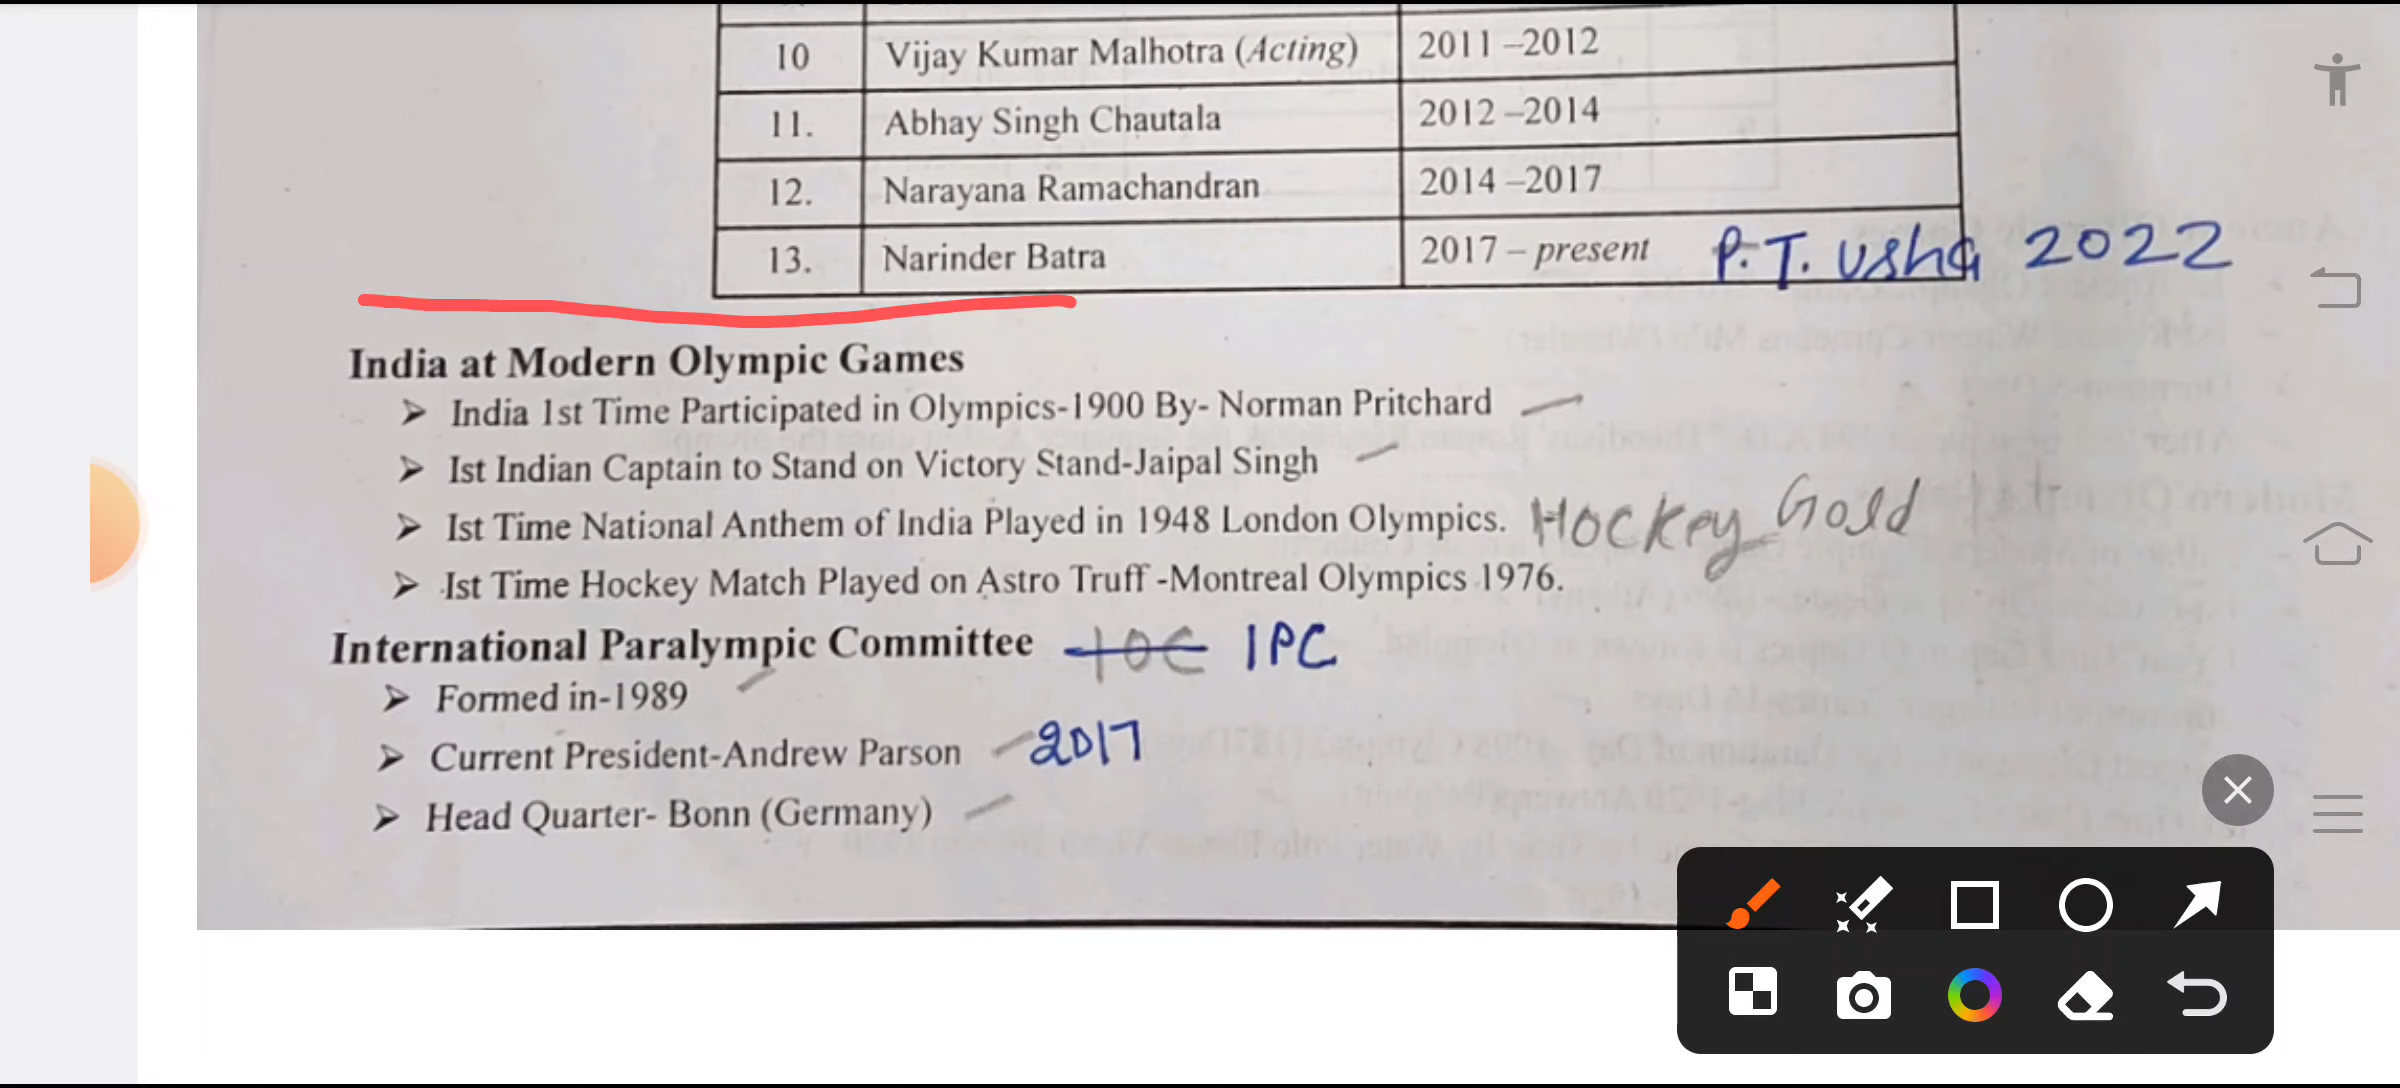 10 Vijay Kumar Malhotra (Acting) 2011 –2012
11. Abhay Singh Chautala 2012 –2014
12. Narayana Ramachandran 2014 –2017
13. Narinder Batra 2017 – present P.T. Usha 2022
India at Modern Olympic Games
➤ India 1st Time Participated in Olympics-1900 By- Norman Pritchard
➤ Ist Indian Captain to Stand on Victory Stand-Jaipal Singh
➤ Ist Time National Anthem of India Played in 1948 London Olympics. Hockey Gold
➤ Ist Time Hockey Match Played on Astro Truff -Montreal Olympics 1976.
International Paralympic Committee IOC IPC
➤ Formed in-1989
➤ Current President-Andrew Parson 2017
➤ Head Quarter- Bonn (Germany)